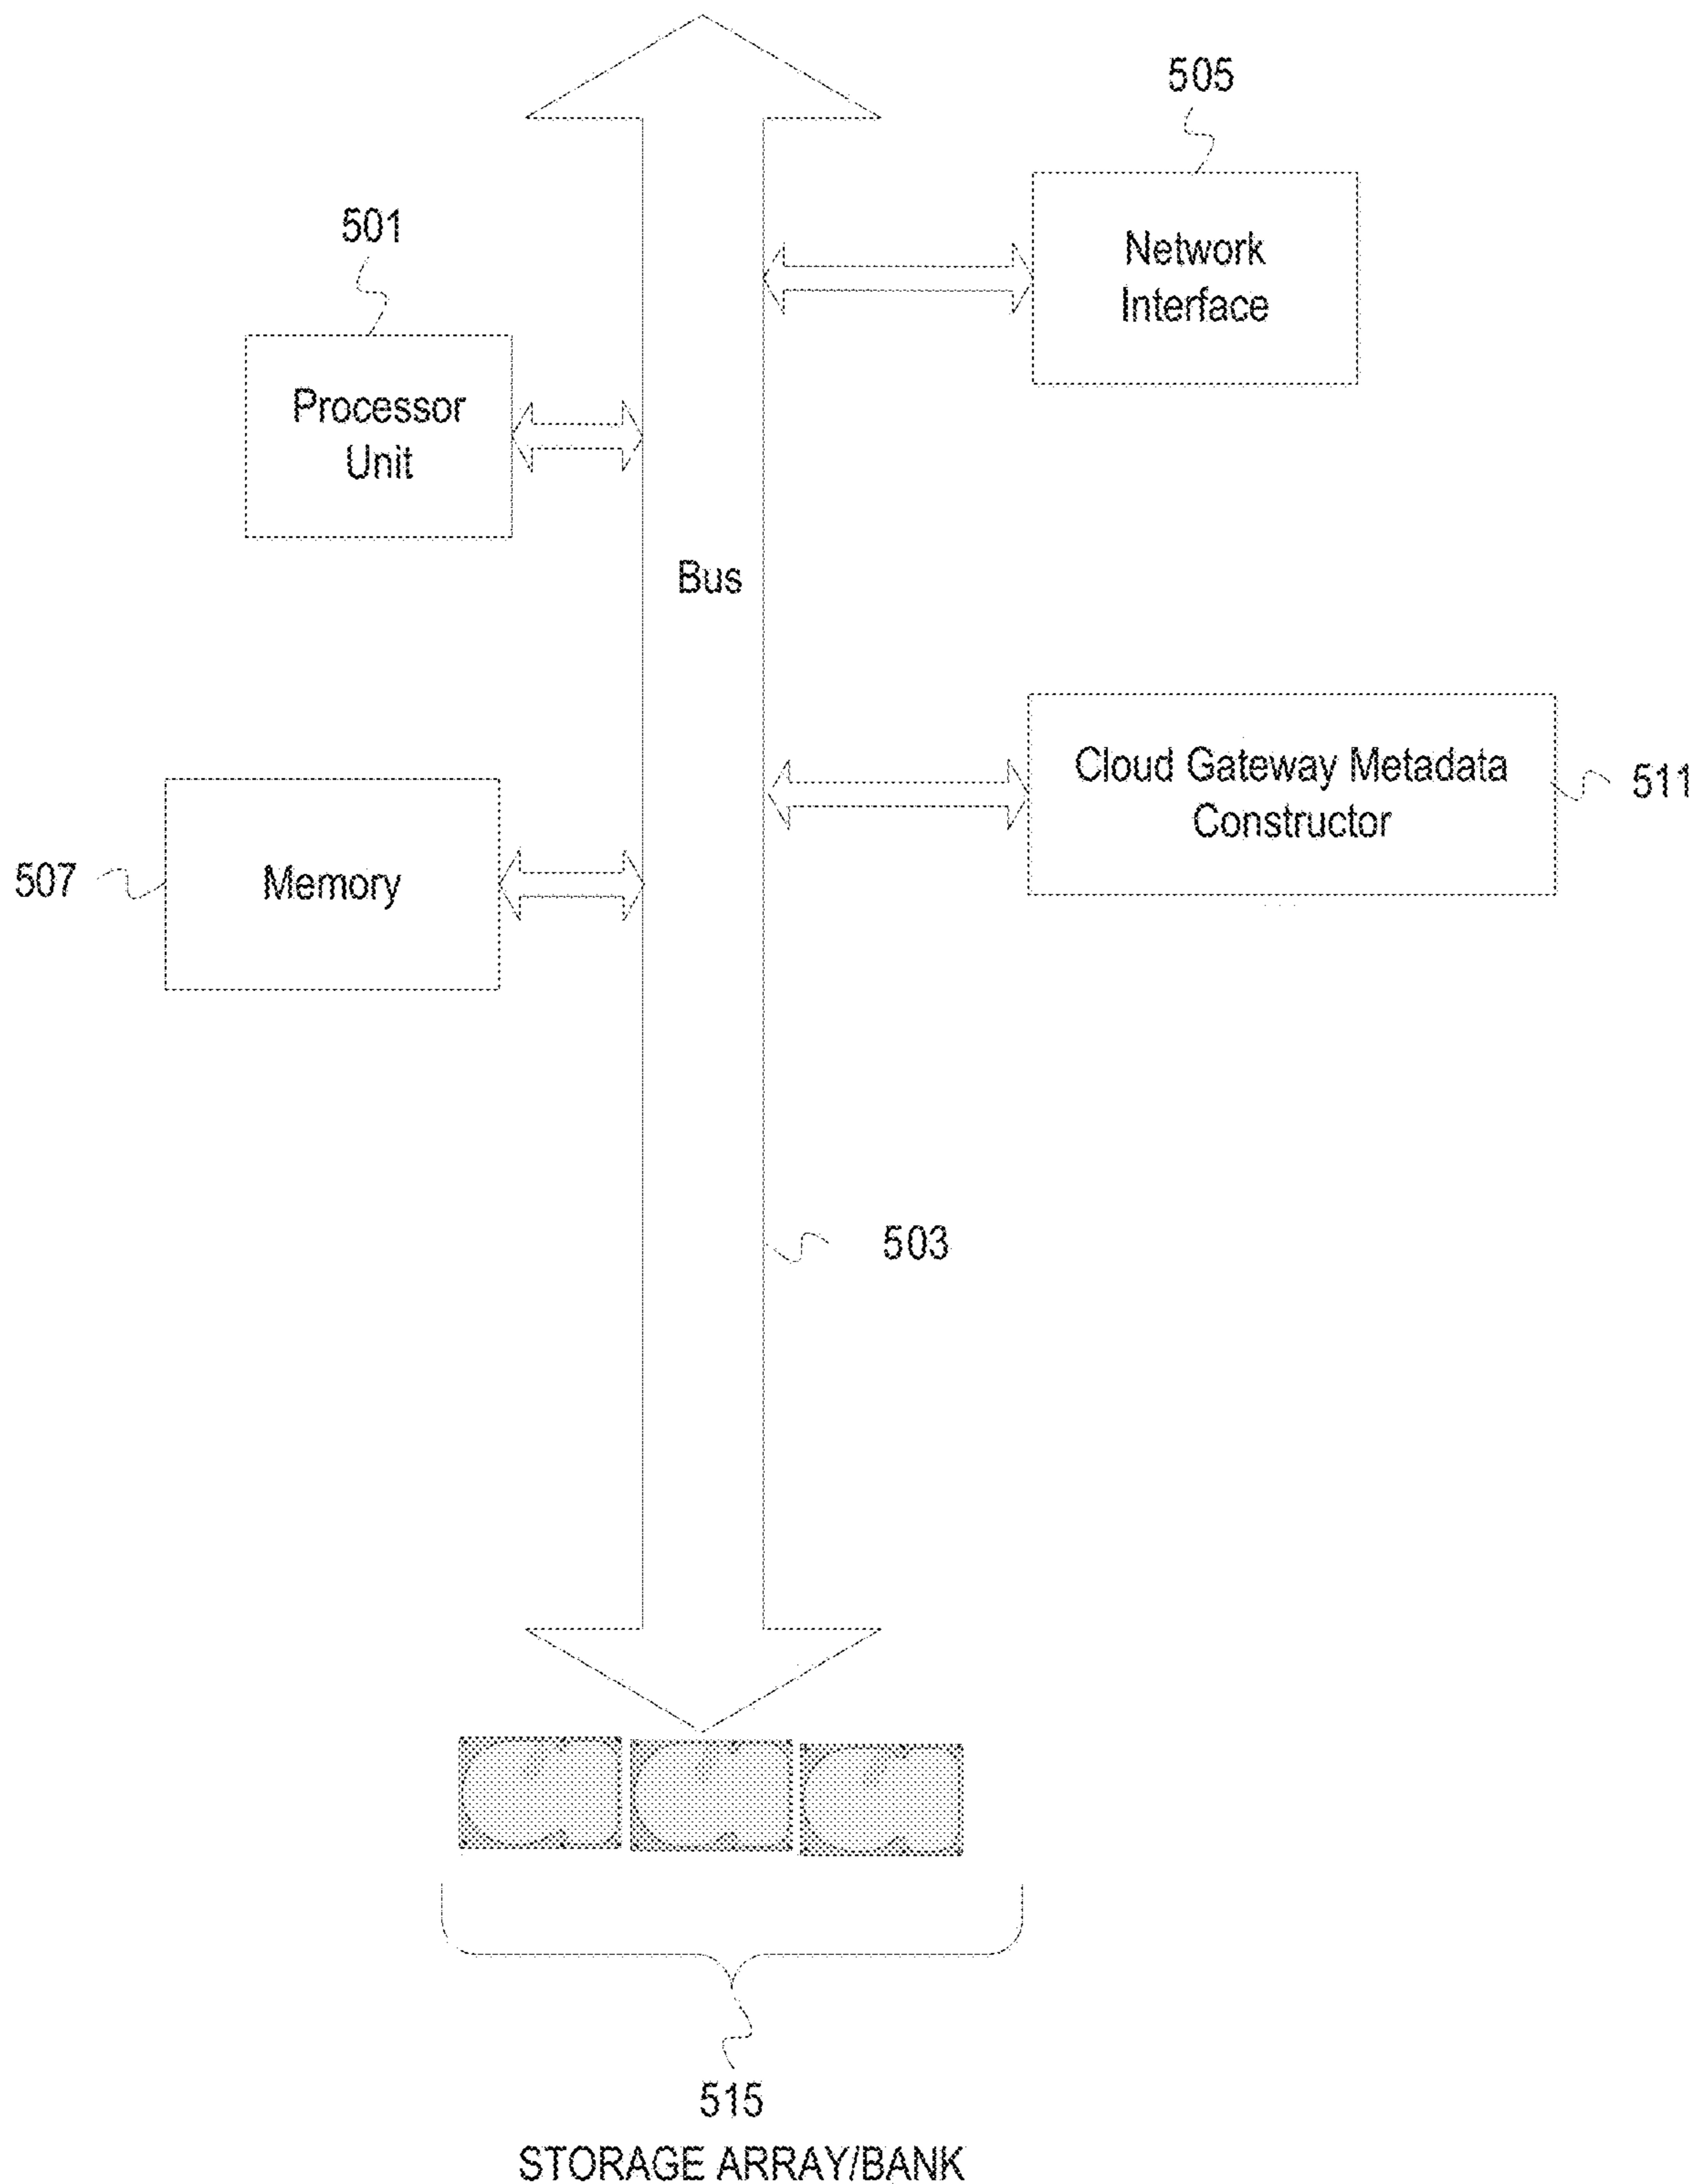 505
Network
Interface
501
Processor
Unit
Bus
Cloud Gateway Metadata
Constructor
511
507
Memory
503
515
STORAGE ARRAY/BANK